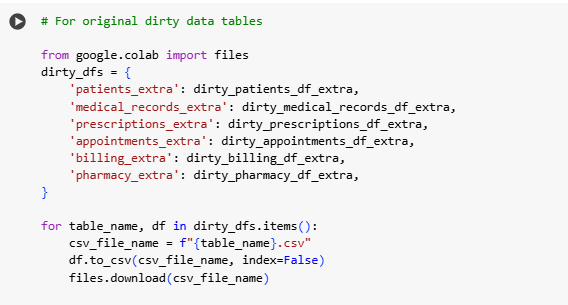 # For original dirty data tables
from google.colab import files
dirty_dfs = {
    'patients_extra': dirty_patients_df_extra,
    'medical_records_extra': dirty_medical_records_df_extra,
    'prescriptions_extra': dirty_prescriptions_df_extra,
    'appointments_extra': dirty_appointments_df_extra,
    'billing_extra': dirty_billing_df_extra,
    'pharmacy_extra': dirty_pharmacy_df_extra,
}
for table_name, df in dirty_dfs.items():
    csv_file_name = f"{table_name}.csv"
    df.to_csv(csv_file_name, index=False)
    files.download(csv_file_name)